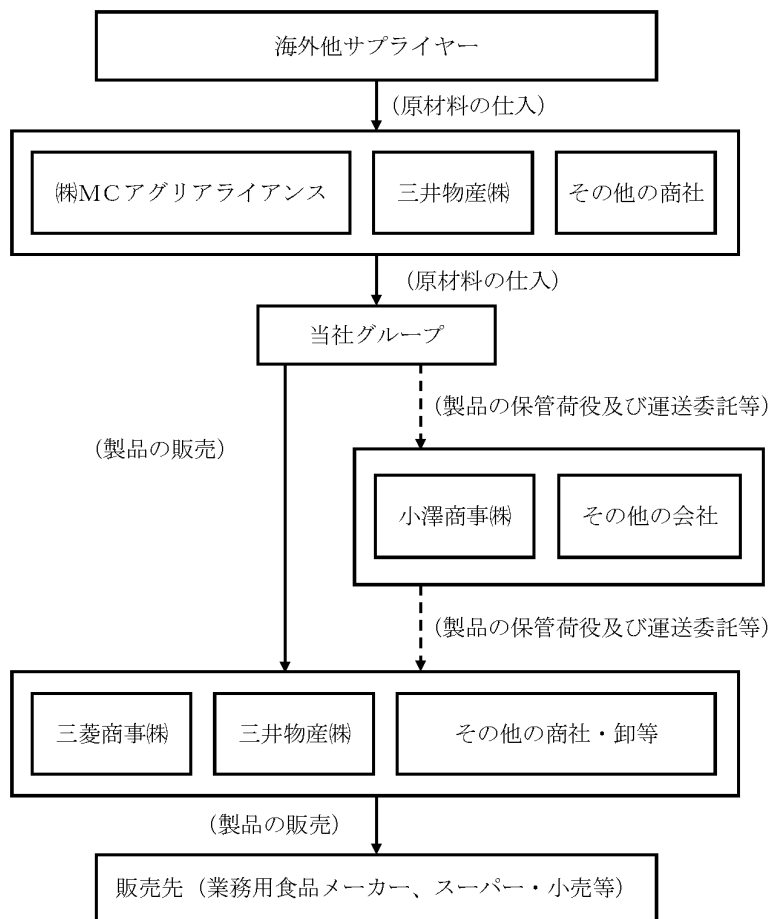 海外他サプライヤー
(原材料の仕入)
㈱MCアグリアライアンス
三井物産㈱
その他の商社
(原材料の仕入)
当社グループ
(製品の保管荷役及び運送委託等)
(製品の販売)
小澤商事㈱
その他の会社
(製品の保管荷役及び運送委託等)
三菱商事㈱
三井物産㈱
その他の商社・卸等
(製品の販売)
販売先(業務用食品メーカー、スーパー・小売等)